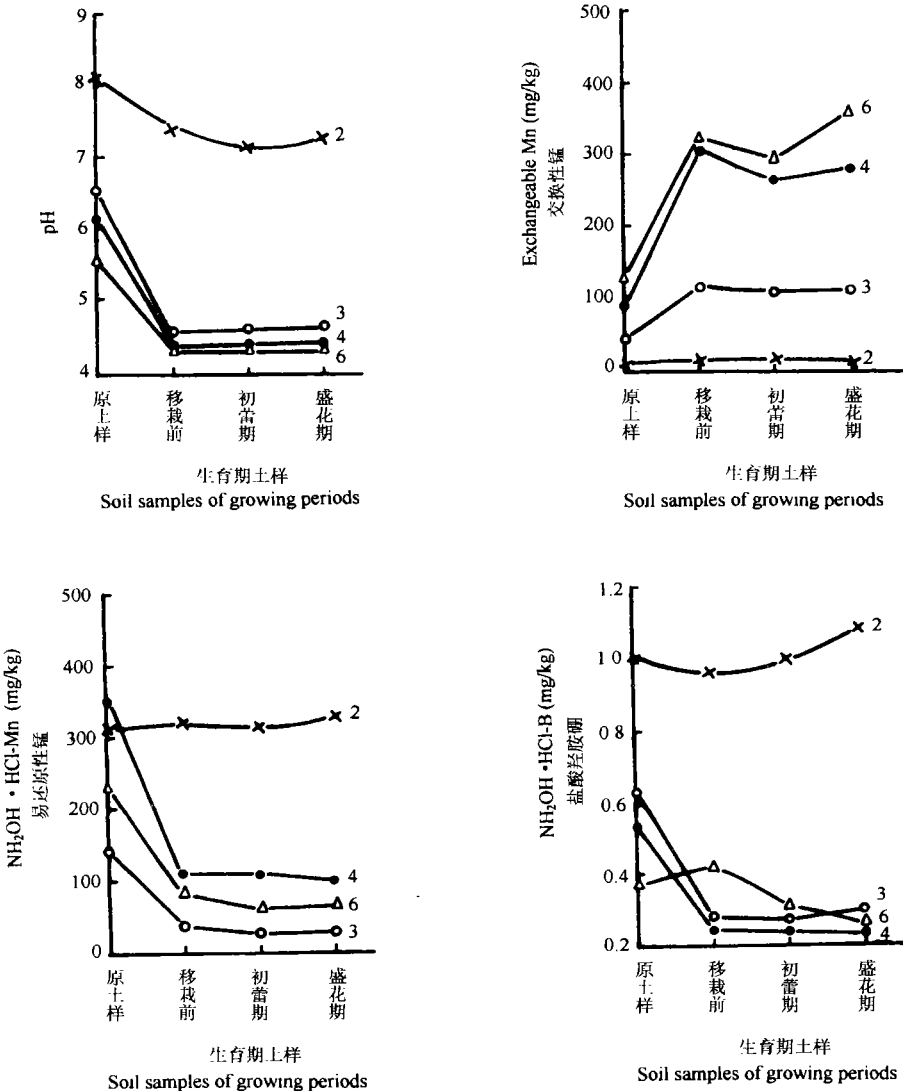 9
8
7
6
5
4
pH
2
3
4
6
原土样
移栽前
初蕾期
盛花期
生育期土样
Soil samples of growing periods
500
400
300
200
100
0
Exchangeable Mn (mg/kg)
交换性锰
6
4
3
2
原土样
移栽前
初蕾期
盛花期
生育期土样
Soil samples of growing periods
500
400
300
200
100
0
NH₂OH • HCl-Mn (mg/kg)
易还原性锰
2
4
6
3
原土样
移栽前
初蕾期
盛花期
生育期土样
Soil samples of growing periods
1.2
1.0
0.8
0.6
0.4
0.2
NH₂OH •HCl-B (mg/kg)
盐酸羟胺硼
2
3
6
4
原土样
移栽前
初蕾期
盛花期
生育期土样
Soil samples of growing periods